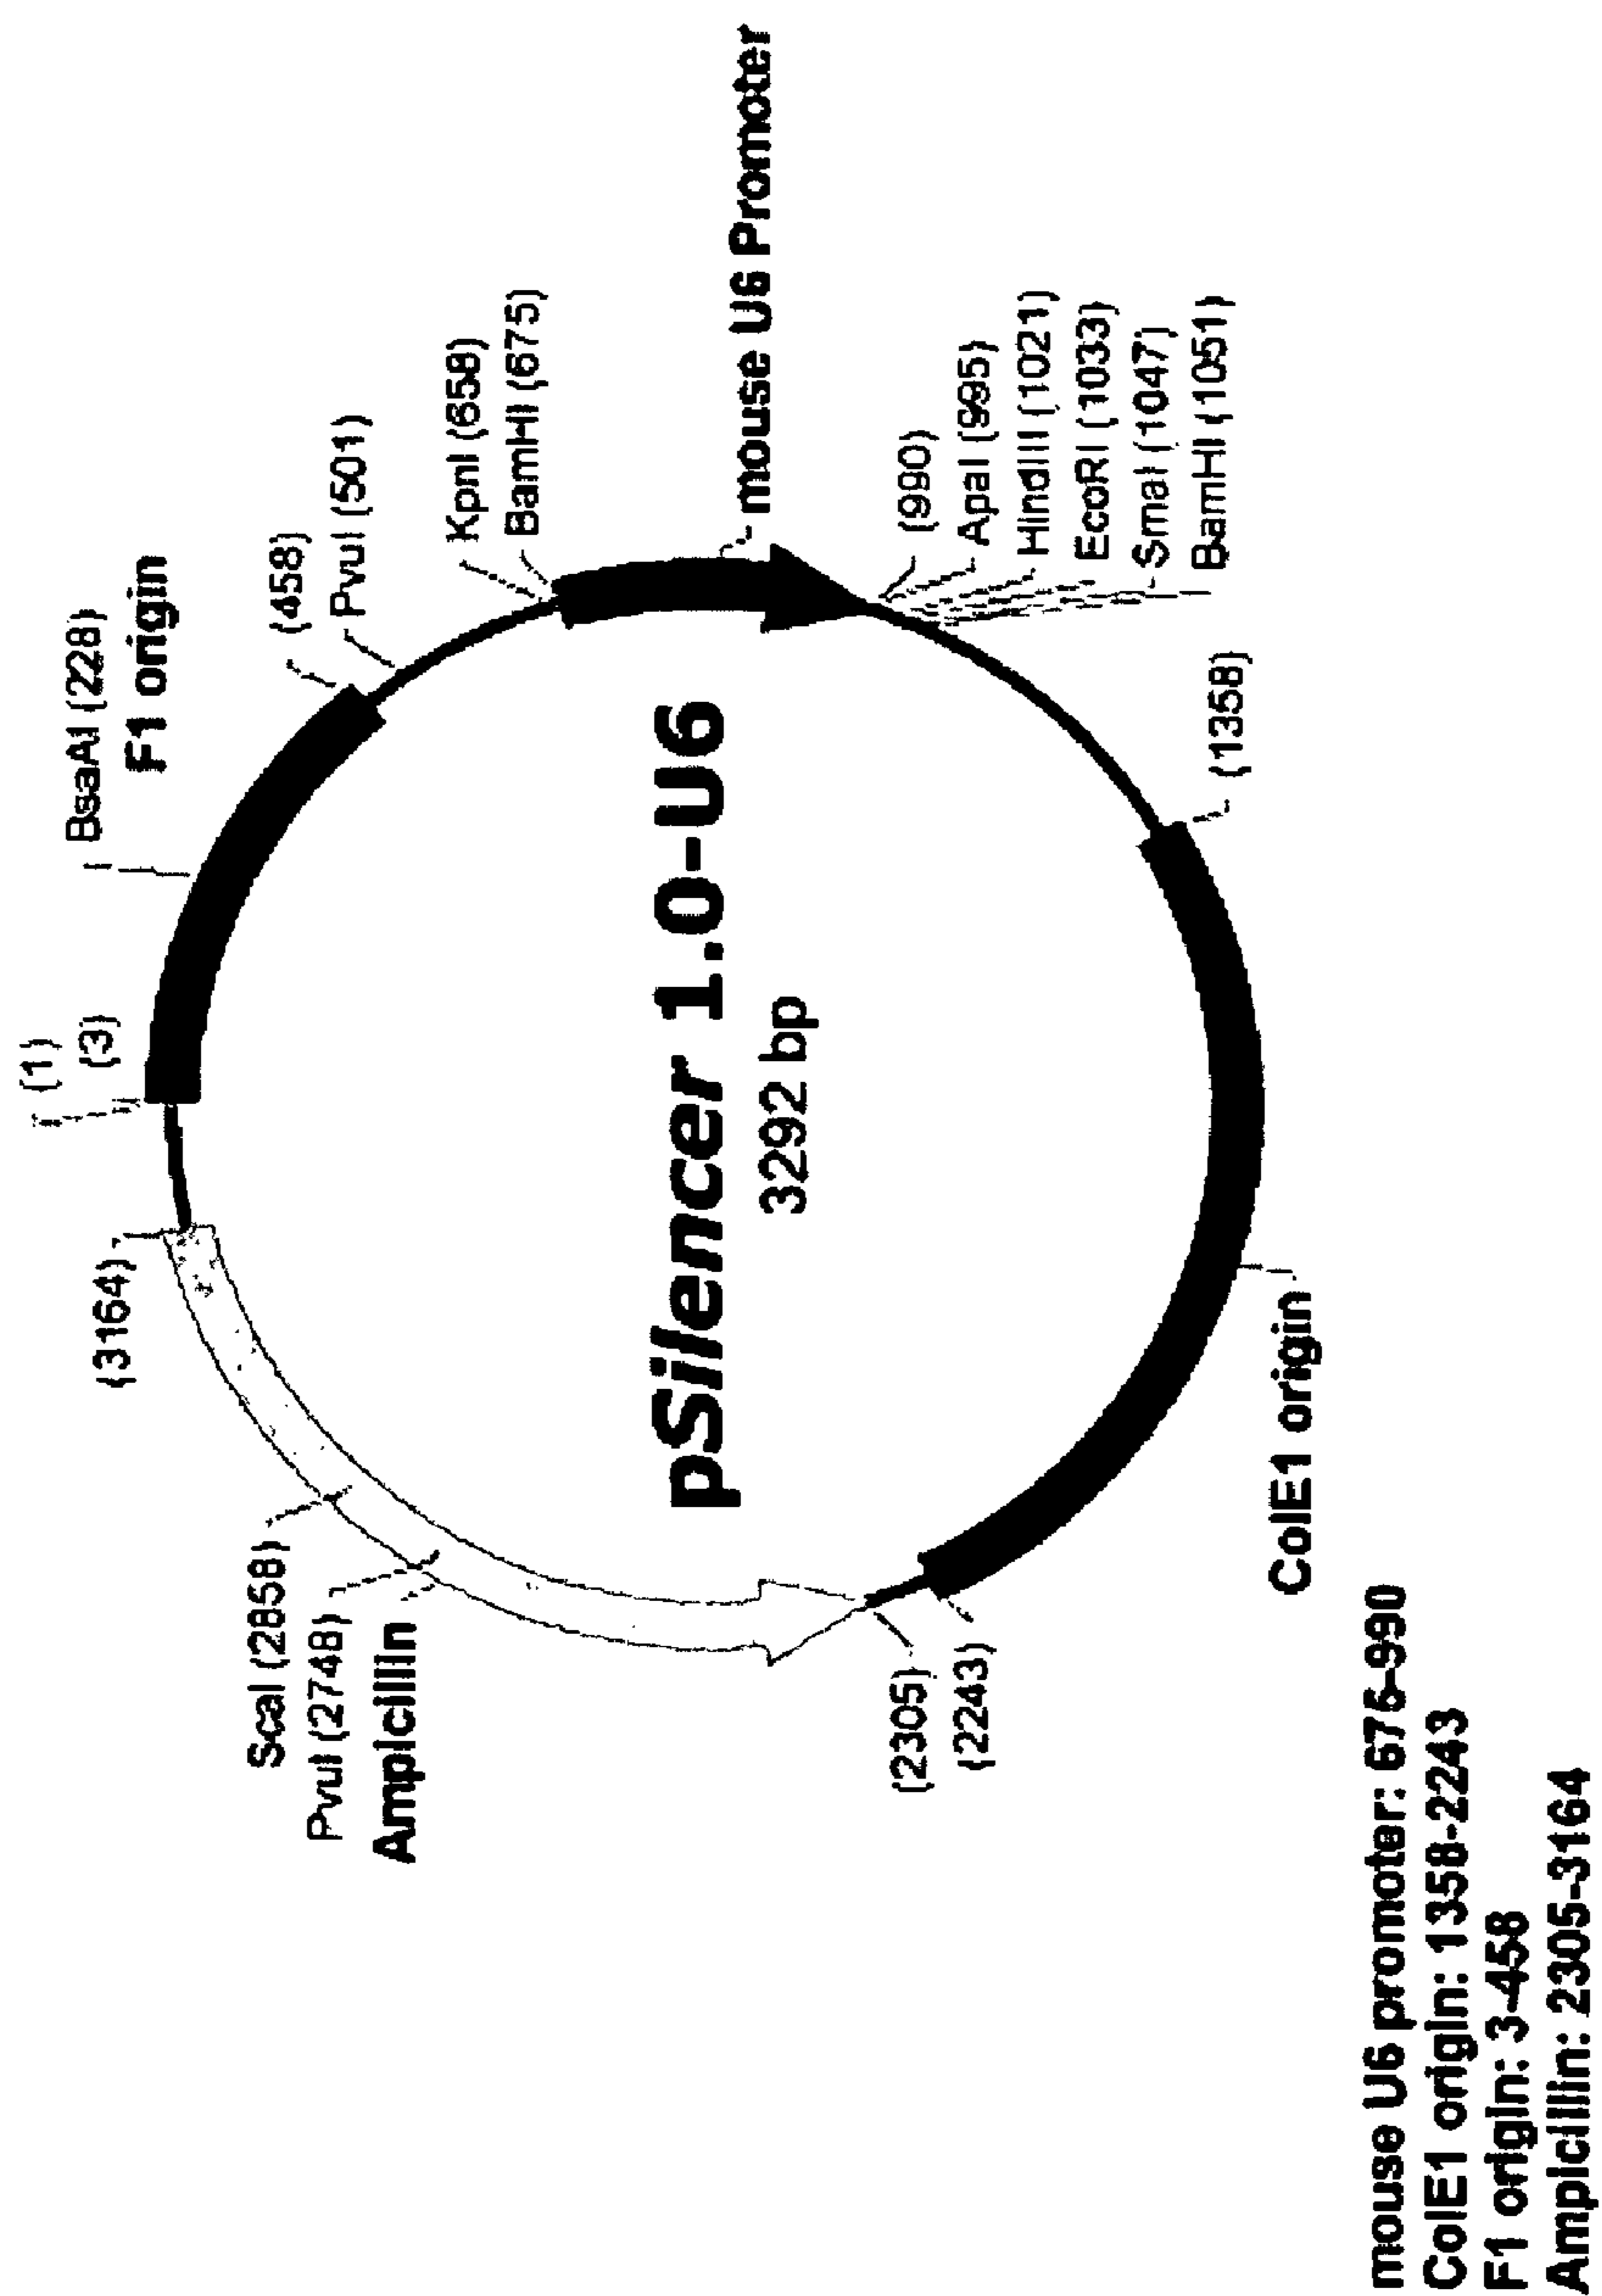 (1)
(3)
BsaAI (228)
F1 origin
(458)
PvuI (501)
KpnI (658)
BamHI (675)
mouse U6 Promoter
(990)
ApaI (995)
HindIII (1021)
EcoRI (1033)
SmaI (1047)
BamHI (1051)
(1358)
ColE1 origin
(2243)
(2305)
Ampicillin
PvuI (2748)
ScaI (2858)
(3164)
pSilencer 1.0-U6
3292 bp
mouse U6 promoter: 676-990
ColE1 origin: 1358-2243
F1 origin: 3-458
Ampicillin: 2305-3164